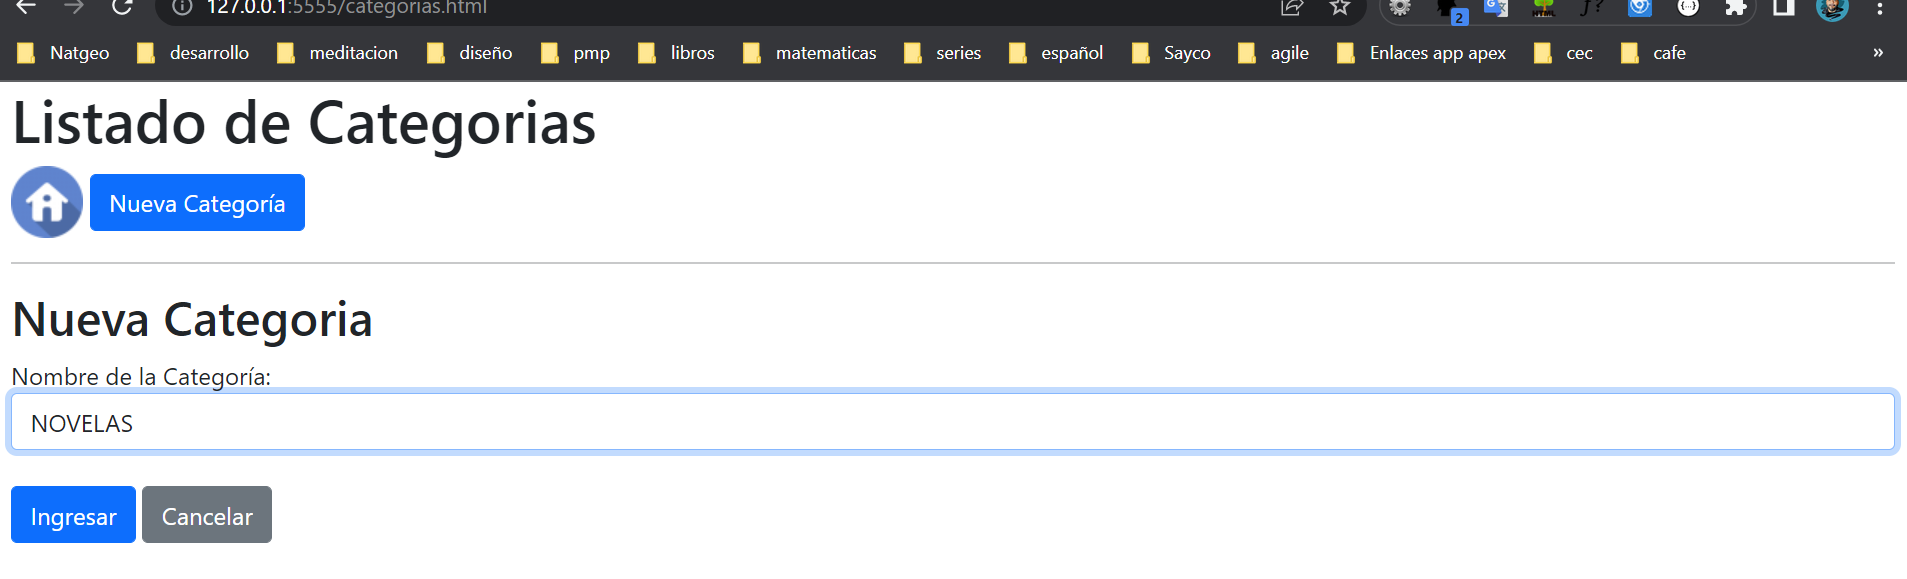 127.0.0.1:5555/categorias.html
2
Natgeo desarrollo meditacion diseño pmp libros matematicas series español Sayco agile Enlaces app apex cec cafe »
Listado de Categorias
Nueva Categoría
Nueva Categoria
Nombre de la Categoría:
NOVELAS
Ingresar Cancelar